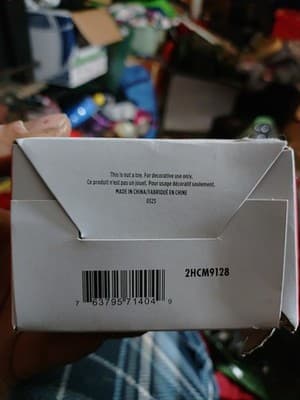 This is not a toy. For decorative use only.
Ce produit n'est pas un jouet. Pour usage décoratif seulement.
MADE IN CHINA/FABRIQUÉ EN CHINE
0523
2HCM9128
7 63795 71404 9